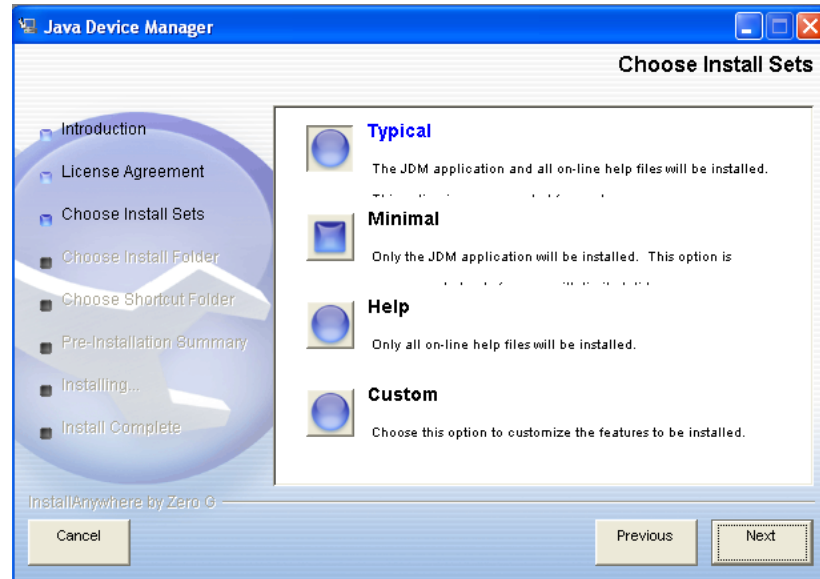 Java Device Manager
Choose Install Sets
Introduction
License Agreement
Choose Install Sets
Choose Install Folder
Choose Shortcut Folder
Pre-Installation Summary
Installing...
Install Complete
Typical
The JDM application and all on-line help files will be installed.
Minimal
Only the JDM application will be installed. This option is
Help
Only all on-line help files will be installed.
Custom
Choose this option to customize the features to be installed.
InstallAnywhere by Zero G
Cancel
Previous
Next